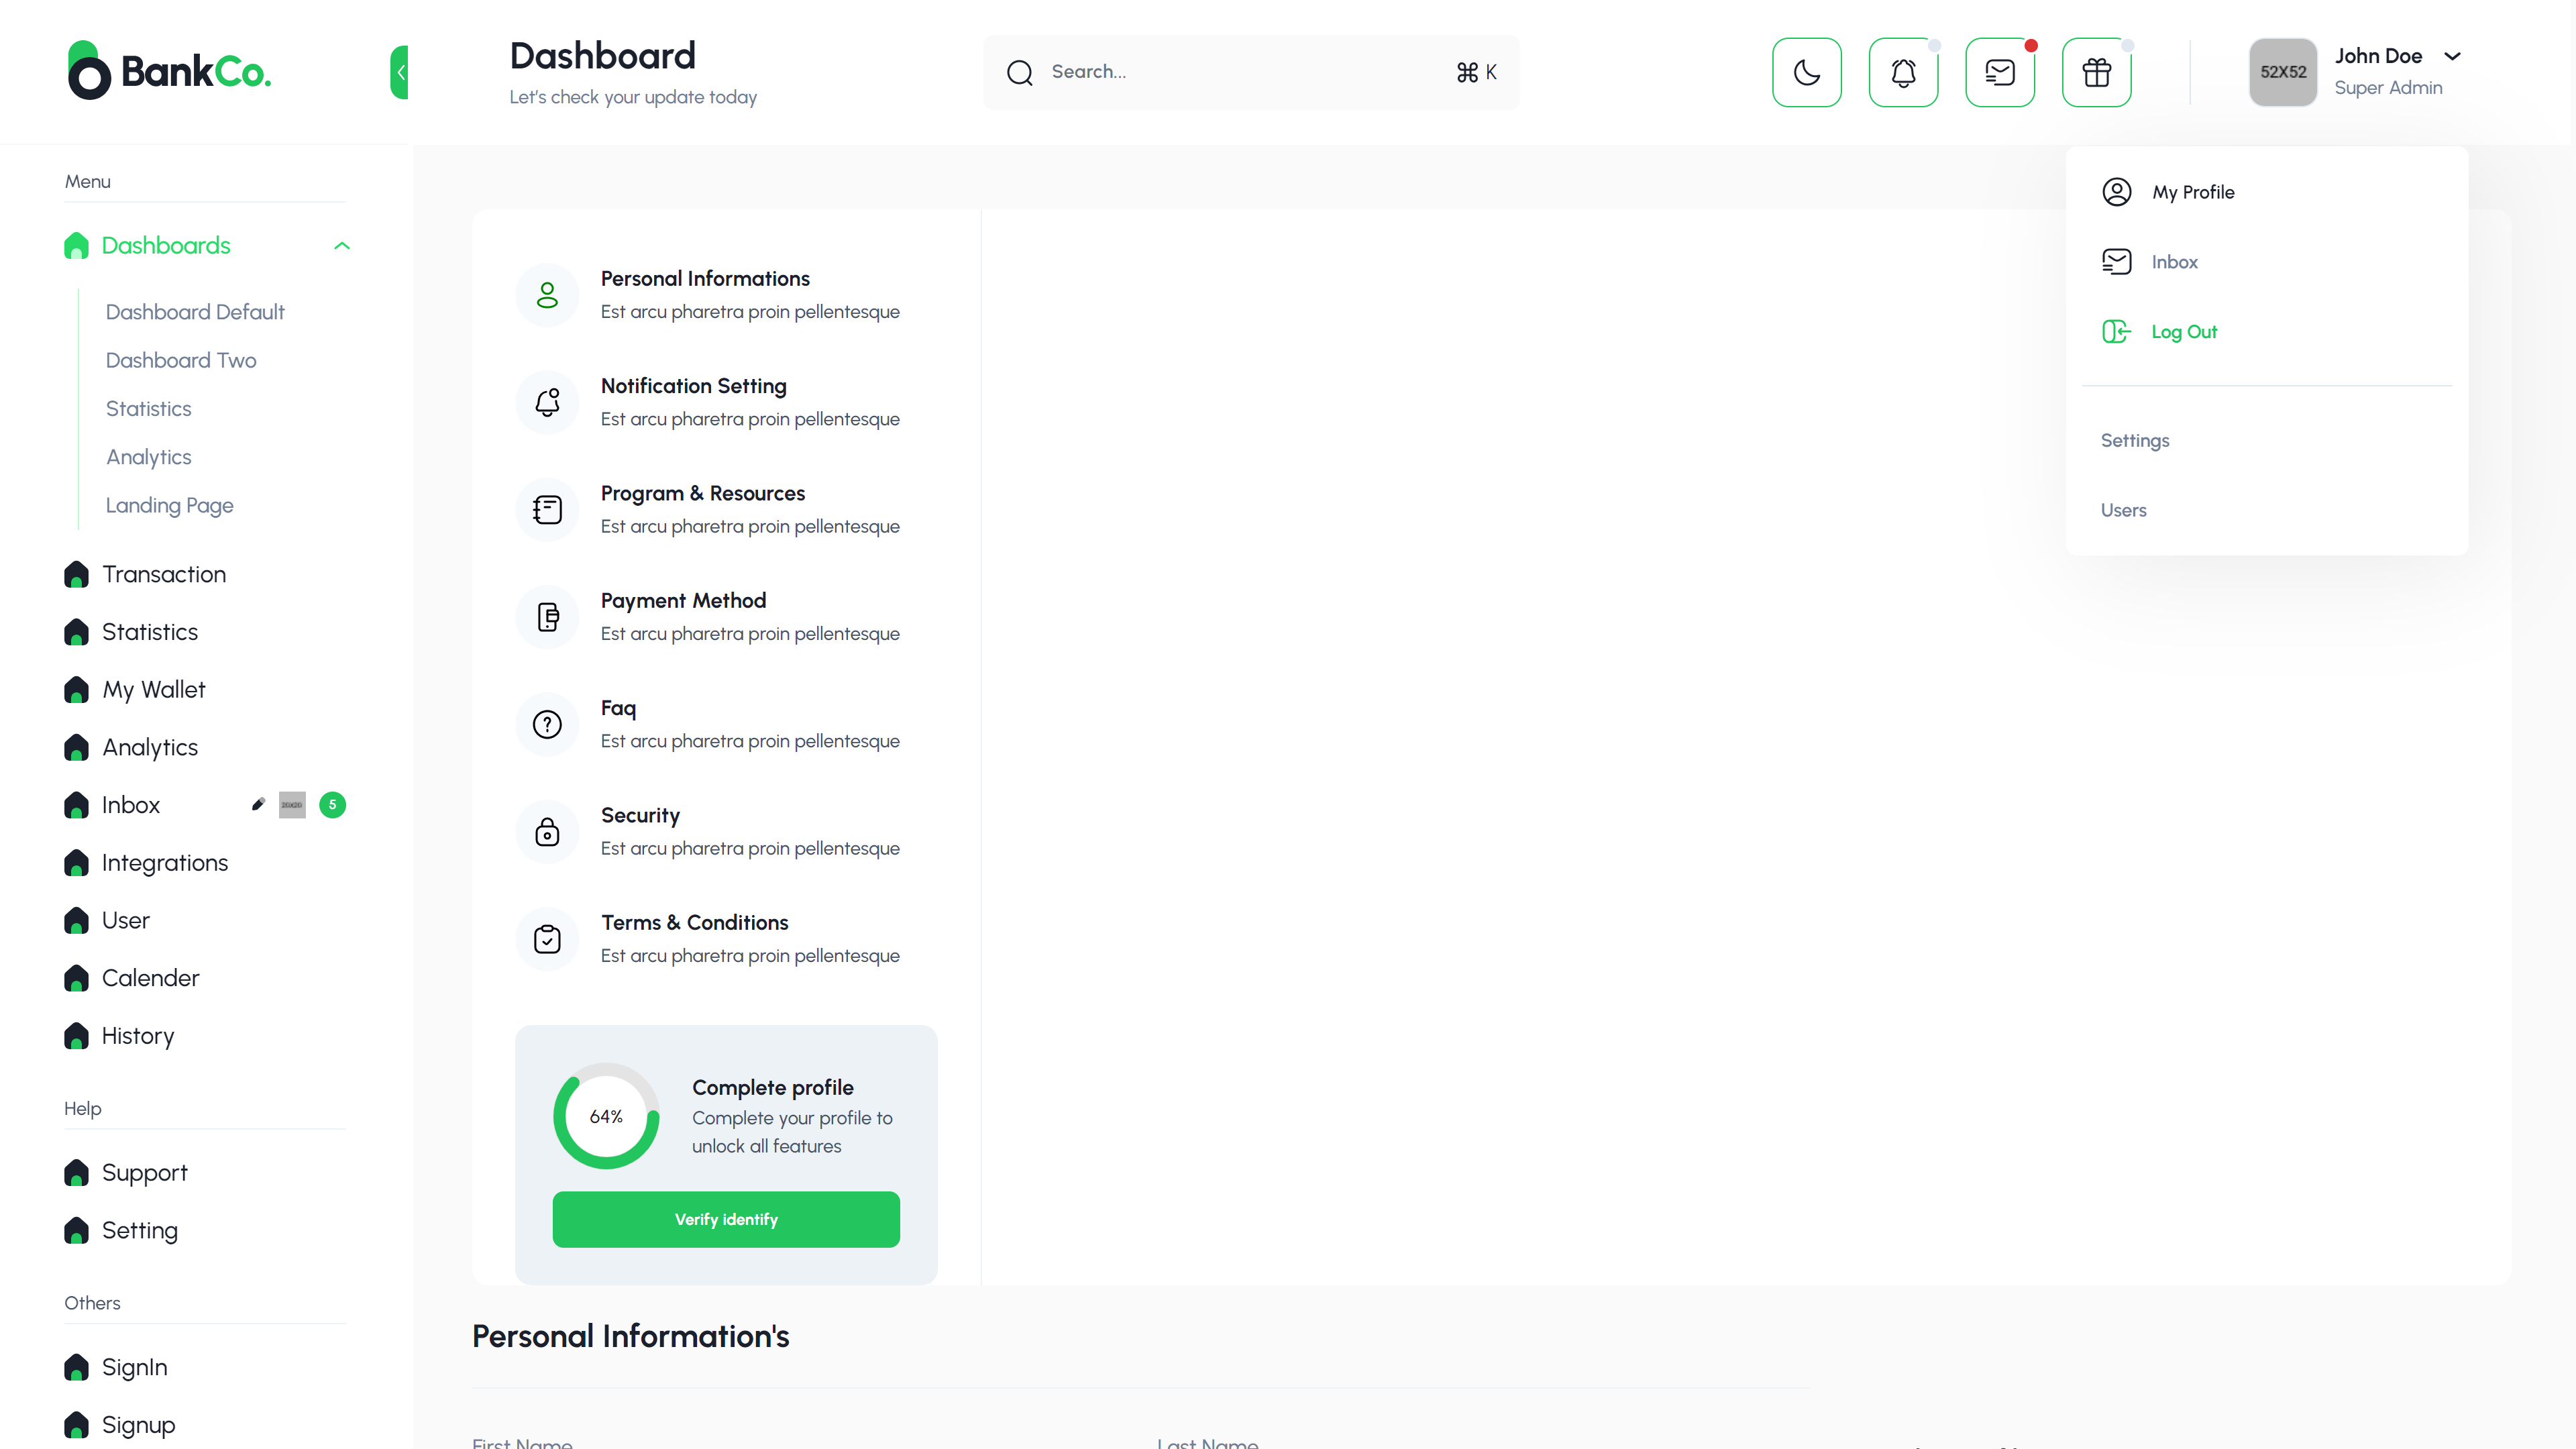 BankCo.
Dashboard
Let's check your update today
Search...
⌘ K
52X52
John Doe
Super Admin
Menu
Dashboards
Dashboard Default
Dashboard Two
Statistics
Analytics
Landing Page
Transaction
Statistics
My Wallet
Analytics
Inbox
5
Integrations
User
Calender
History
Help
Support
Setting
Others
SignIn
Signup
Personal Informations
Est arcu pharetra proin pellentesque
Notification Setting
Est arcu pharetra proin pellentesque
Program & Resources
Est arcu pharetra proin pellentesque
Payment Method
Est arcu pharetra proin pellentesque
Faq
Est arcu pharetra proin pellentesque
Security
Est arcu pharetra proin pellentesque
Terms & Conditions
Est arcu pharetra proin pellentesque
64%
Complete profile
Complete your profile to
unlock all features
Verify identify
My Profile
Inbox
Log Out
Settings
Users
Personal Information's
First Name
Last Name